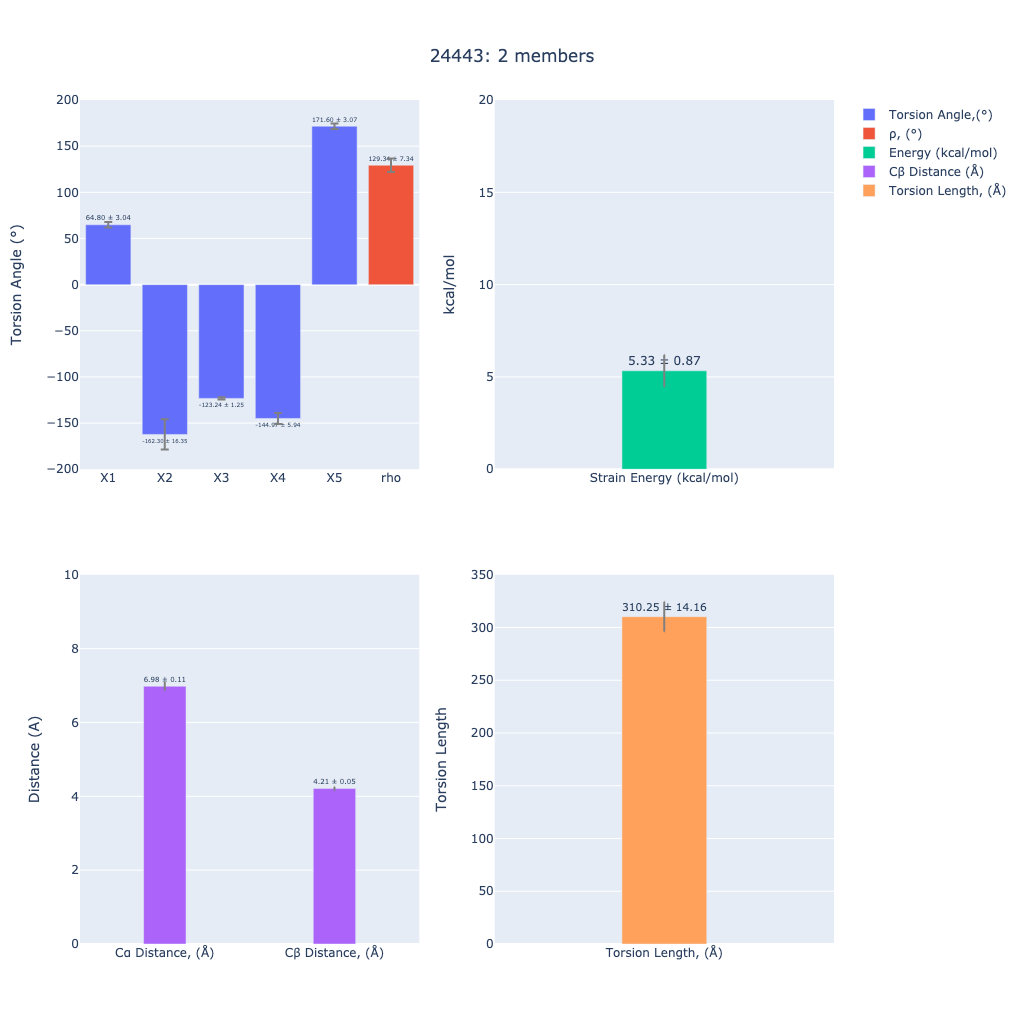 24443: 2 members
200
150
100
50
0
−50
−100
−150
−200
Torsion Angle (°)
64.80 ± 3.04
-162.30 ± 16.35
-123.24 ± 1.25
-144.97 ± 5.94
171.60 ± 3.07
129.34 ± 7.34
X1 X2 X3 X4 X5 rho
20
15
10
5
0
kcal/mol
5.33 ± 0.87
Strain Energy (kcal/mol)
Torsion Angle,(°)
ρ, (°)
Energy (kcal/mol)
Cβ Distance (Å)
Torsion Length, (Å)
10
8
6
4
2
0
Distance (A)
6.98 ± 0.11
4.21 ± 0.05
Cα Distance, (Å) Cβ Distance, (Å)
350
300
250
200
150
100
50
0
Torsion Length
310.25 ± 14.16
Torsion Length, (Å)